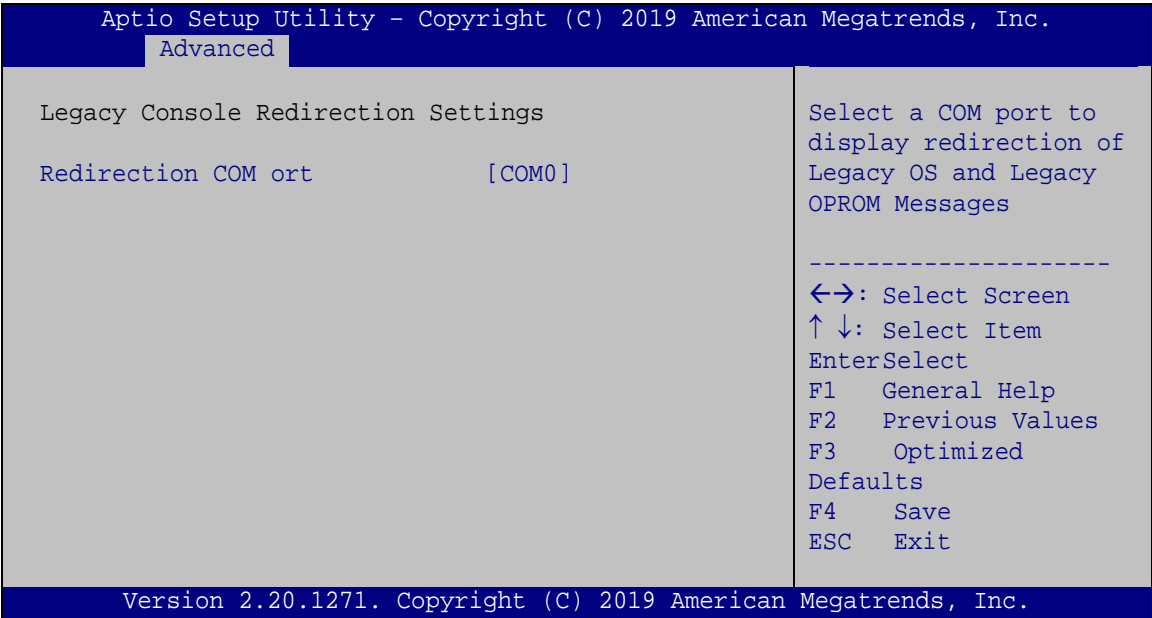 Aptio Setup Utility – Copyright (C) 2019 American Megatrends, Inc.
Advanced
Legacy Console Redirection Settings
Redirection COM ort [COM0]
Select a COM port to
display redirection of
Legacy OS and Legacy
OPROM Messages
---------------------
←→: Select Screen
↑ ↓: Select Item
EnterSelect
F1 General Help
F2 Previous Values
F3 Optimized
Defaults
F4 Save
ESC Exit
Version 2.20.1271. Copyright (C) 2019 American Megatrends, Inc.